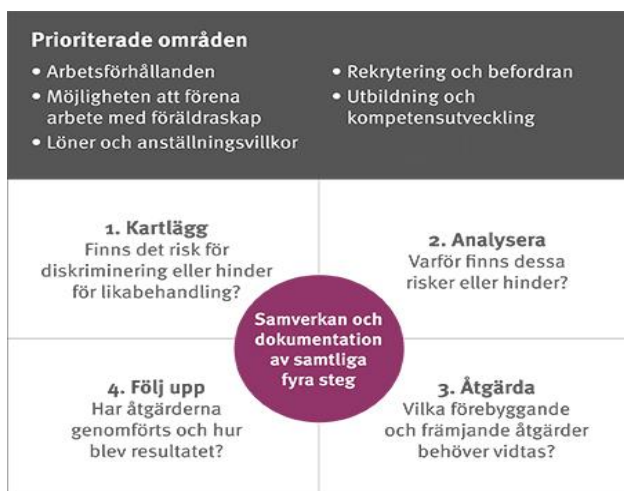 Prioriterade områden
• Arbetsförhållanden
• Möjligheten att förena
arbete med föräldraskap
• Löner och anställningsvillkor
• Rekrytering och befordran
• Utbildning och
kompetensutveckling
1. Kartlägg
Finns det risk för
diskriminering eller hinder
för likabehandling?
2. Analysera
Varför finns dessa
risker eller hinder?
Samverkan och
dokumentation
av samtliga
fyra steg
4. Följ upp
Har åtgärderna
genomförts och hur
blev resultatet?
3. Åtgärda
Vilka förebyggande
och främjande åtgärder
behöver vidtas?